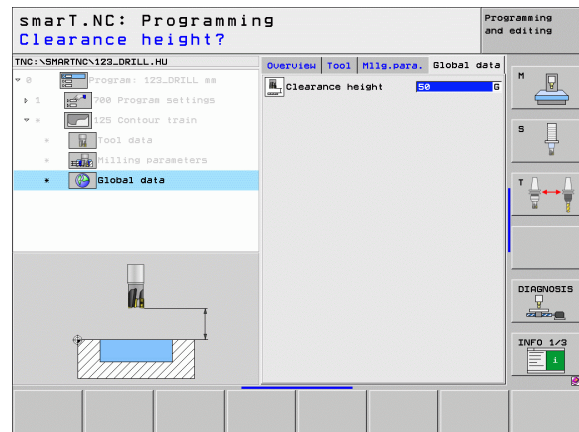 smarT.NC: Programming
Clearance height?
Programming
and editing
TNC:\SMARTNC\123_DRILL.HU
0 Program: 123_DRILL mm
1 700 Program settings
* 125 Contour train
* Tool data
* Milling parameters
* Global data
Overview Tool Mllg.para. Global data
Clearance height 50 G
M
S
T
DIAGNOSIS
INFO 1/3
i